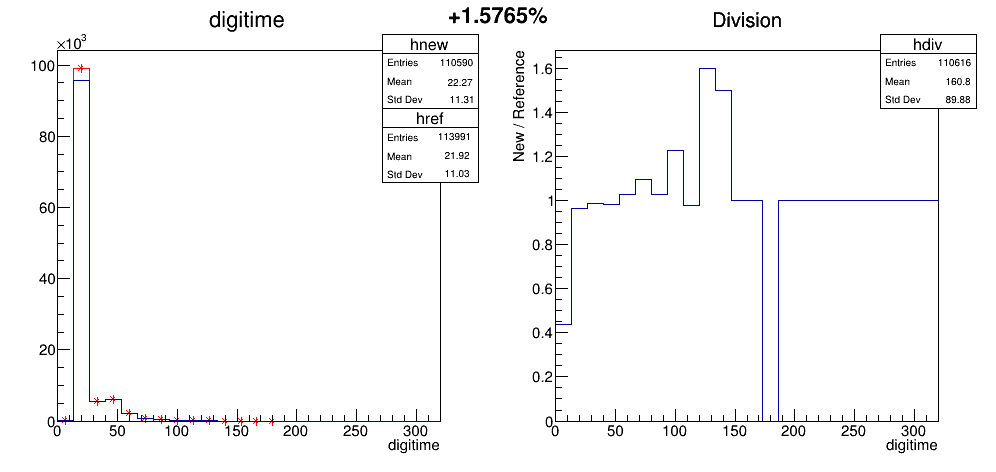 digitime
+1.5765%
Division
×10³
hnew
Entries 110590
Mean 22.27
Std Dev 11.31
href
Entries 113991
Mean 21.92
Std Dev 11.03
100
80
60
40
20
0
0 50 100 150 200 250 300
digitime
hdiv
Entries 110616
Mean 160.8
Std Dev 89.88
New / Reference
1.6
1.4
1.2
1
0.8
0.6
0.4
0.2
0
0 50 100 150 200 250 300
digitime